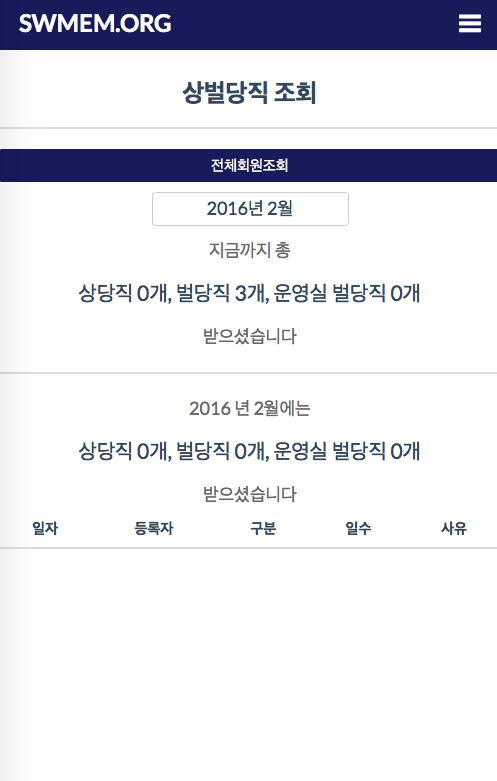 SWMEM.ORG
상벌당직 조회
전체회원조회
2016년 2월
지금까지 총
상당직 0개, 벌당직 3개, 운영실 벌당직 0개
받으셨습니다
2016 년 2월에는
상당직 0개, 벌당직 0개, 운영실 벌당직 0개
받으셨습니다
일자 등록자 구분 일수 사유